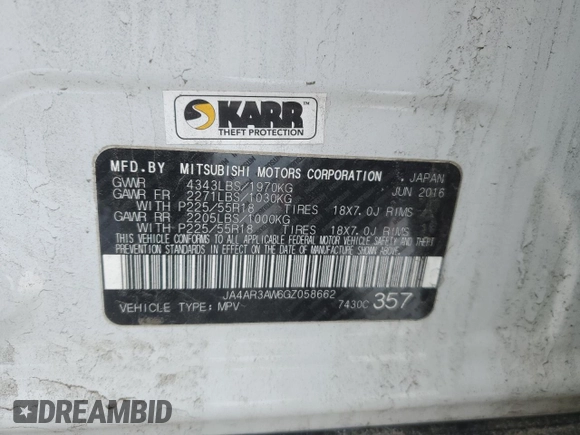 KARR
THEFT PROTECTION
MFD.BY MITSUBISHI MOTORS CORPORATION JAPAN
GVWR 4343LBS/1970KG JUN 2016
GAWR FR 2271LBS/1030KG
WITH P225/55R18 TIRES 18X7.0J RIMS
GAWR RR 2205LBS/1000KG
WITH P225/55R18 TIRES 18X7.0J RIMS
THIS VEHICLE CONFORMS TO ALL APPLICABLE FEDERAL MOTOR VEHICLE SAFETY, BUMPER AND THEFT
PREVENTION STANDARDS IN EFFECT ON THE DATE OF MANUFACTURE SHOWN ABOVE.
JA4AR3AW6GZ058662
VEHICLE TYPE: MPV 7430C 357
DREAMBID